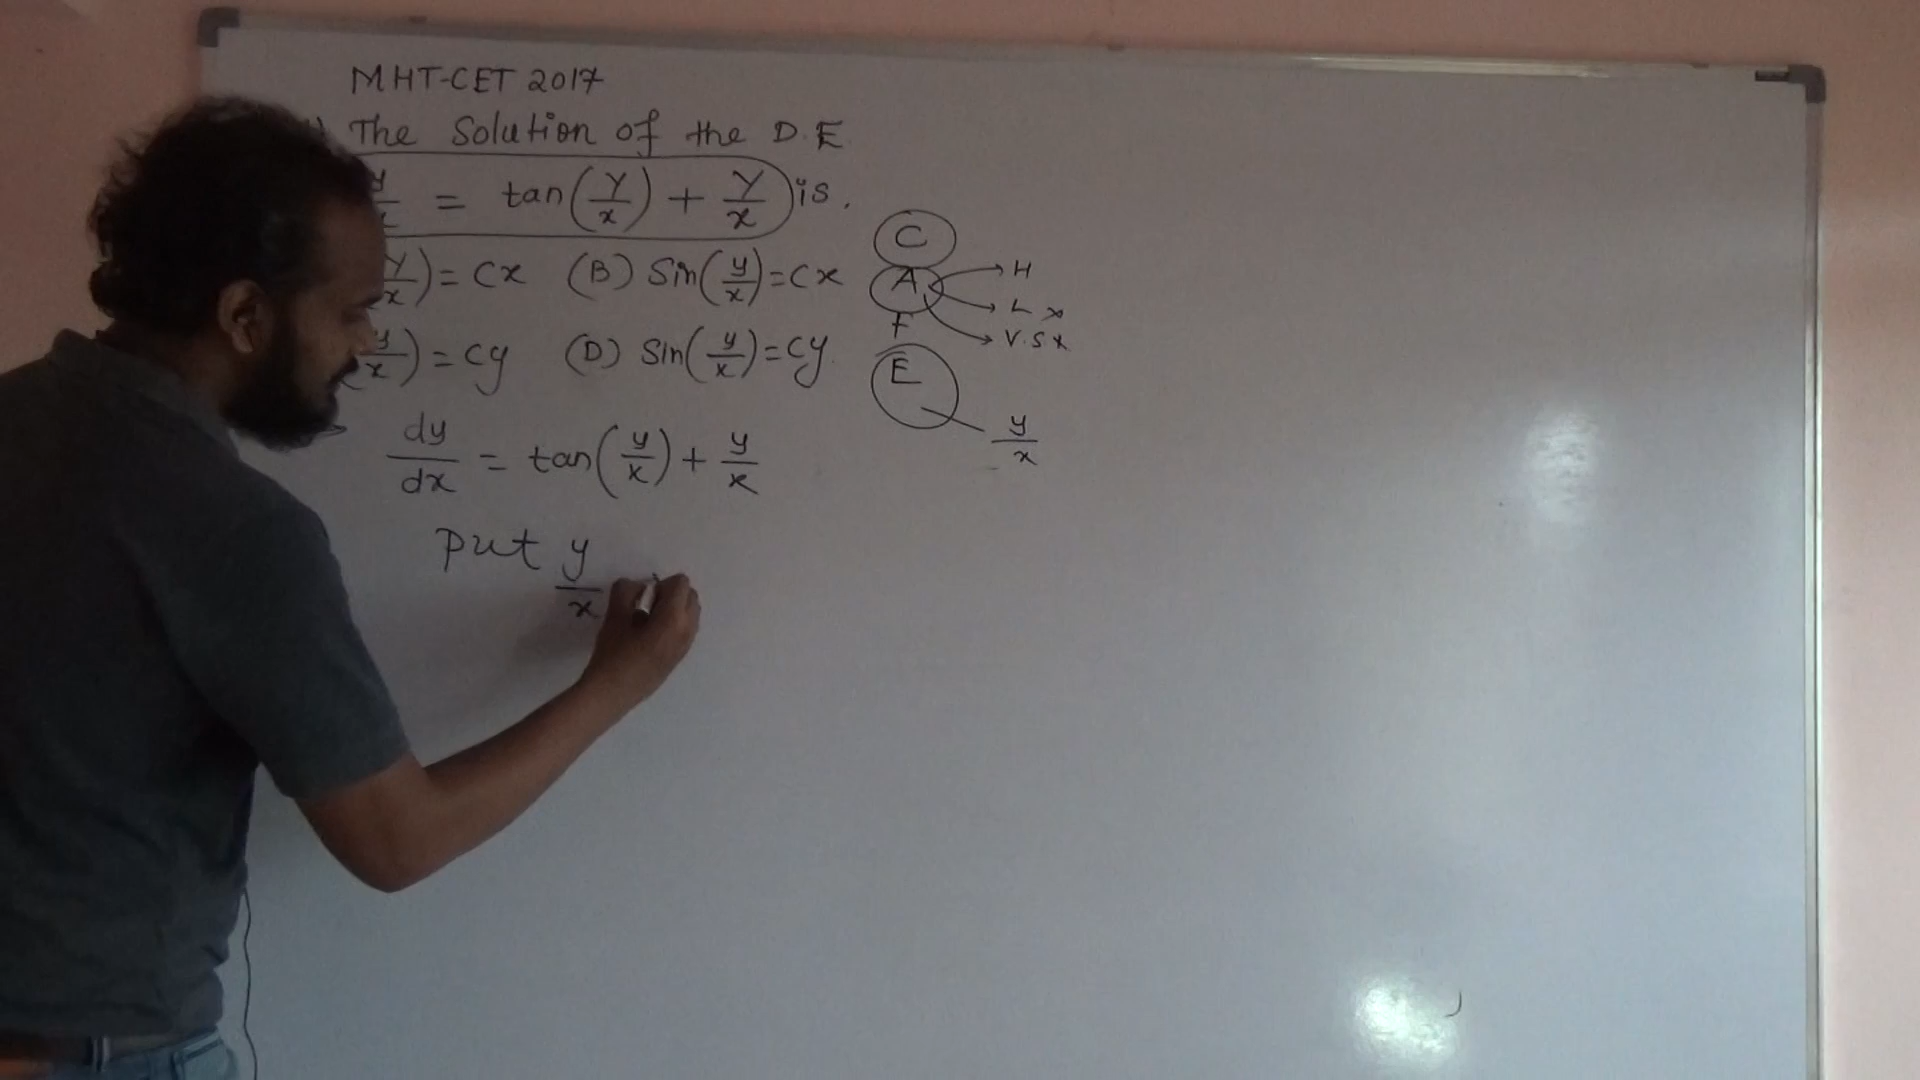 MHT-CET 2017
The Solution of the D.E.
y/x = tan(y/x) + y/x is.
y/x) = Cx (B) Sin(y/x) = Cx
(y/x) = Cy (D) Sin(y/x) = Cy
dy/dx = tan(y/x) + y/x
Put y/x
C
A
F
E
H
L x
V.S x
y/x